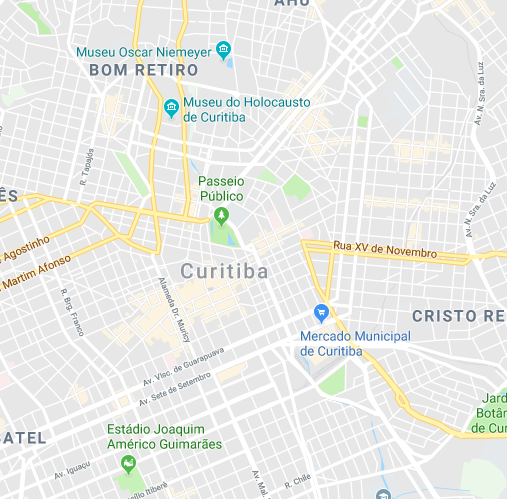 AHÚ
Museu Oscar Niemeyer
BOM RETIRO
Museu do Holocausto
de Curitiba
Av. N. Sra. da Luz
R. Tapajós
Passeio
Público
ÊS
Av. N. Sra. da Luz
Rua XV de Novembro
Agostinho
Martim Afonso
Curitiba
R. Brg. Franco
Alameda Dr. Muricy
CRISTO RE
Mercado Municipal
de Curitiba
Av. Visc. de Guarapuava
Av. Sete de Setembro
Jard
Botân
de Cur
Estádio Joaquim
Américo Guimarães
ATEL
Av. Iguaçu
Itiberê
R. Chile